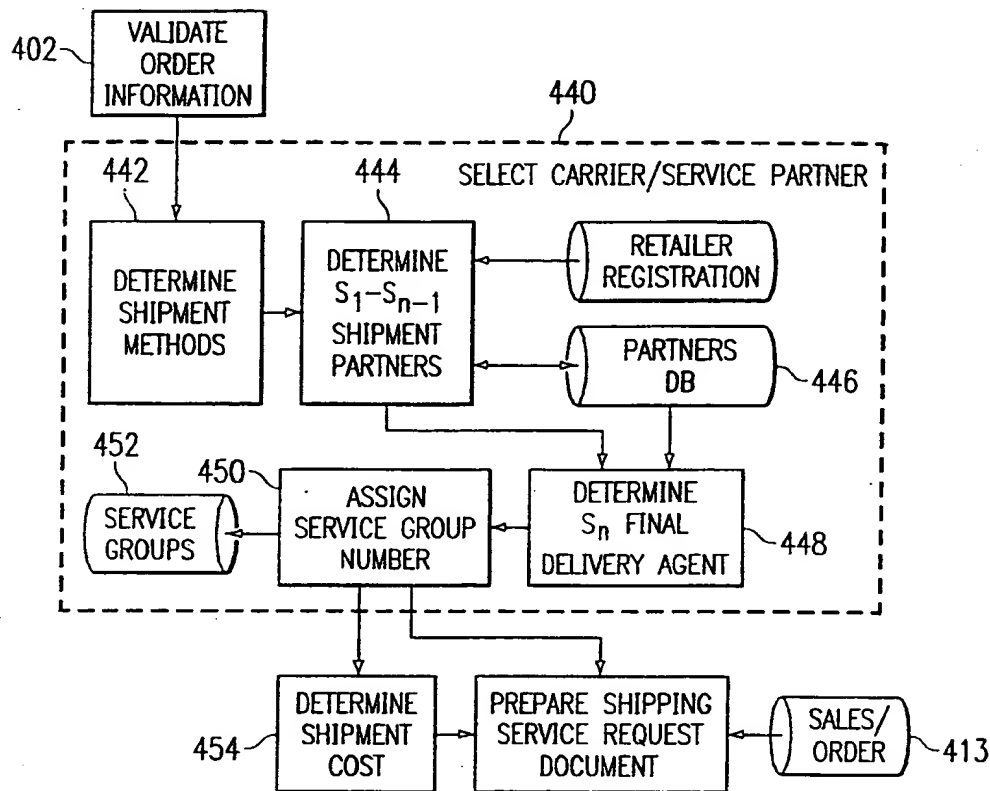 402
VALIDATE
ORDER
INFORMATION
440
SELECT CARRIER/SERVICE PARTNER
442
DETERMINE
SHIPMENT
METHODS
444
DETERMINE
S₁–Sₙ₋₁
SHIPMENT
PARTNERS
RETAILER
REGISTRATION
PARTNERS
DB
446
452
SERVICE
GROUPS
450
ASSIGN
SERVICE GROUP
NUMBER
DETERMINE
Sₙ FINAL
DELIVERY AGENT
448
454
DETERMINE
SHIPMENT
COST
PREPARE SHIPPING
SERVICE REQUEST
DOCUMENT
SALES/
ORDER
413